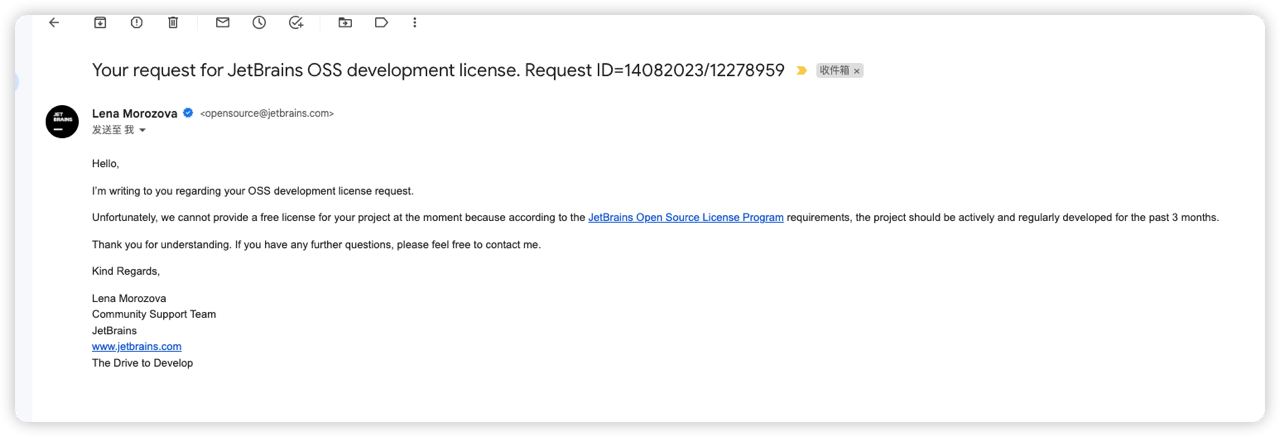 Your request for JetBrains OSS development license. Request ID=14082023/12278959 收件箱 ×
JET
BRAINS
Lena Morozova <opensource@jetbrains.com>
发送至 我
Hello,
I'm writing to you regarding your OSS development license request.
Unfortunately, we cannot provide a free license for your project at the moment because according to the JetBrains Open Source License Program requirements, the project should be actively and regularly developed for the past 3 months.
Thank you for understanding. If you have any further questions, please feel free to contact me.
Kind Regards,
Lena Morozova
Community Support Team
JetBrains
www.jetbrains.com
The Drive to Develop